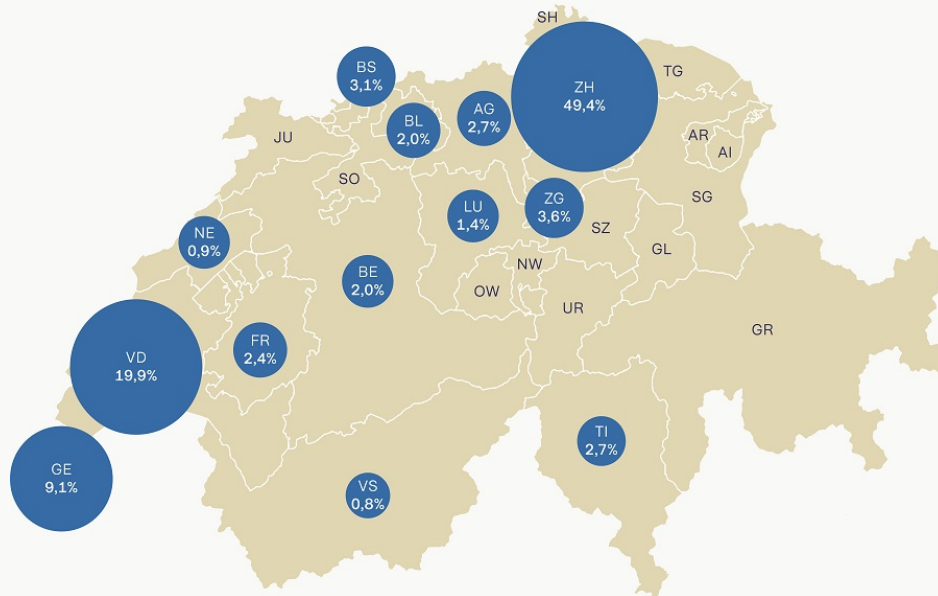 SH
BS
3,1%
TG
ZH
49,4%
AG
2,7%
BL
2,0%
JU
AR
AI
SO
SG
LU
1,4%
ZG
3,6%
SZ
NE
0,9%
GL
NW
BE
2,0%
OW
UR
GR
FR
2,4%
VD
19,9%
TI
2,7%
GE
9,1%
VS
0,8%